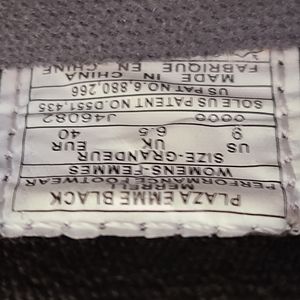 PLAZA EMME BLACK
MERRELL
PERFORMANCE FOOTWEAR
WOMENS-FEMMES
SIZE-GRANDEUR
US UK EUR
9 6.5 40
0000 J46082
SOLE US PATENT NO.D551,435
US PAT NO.6,880,266
MADE IN CHINA
FABRIQUE EN CHINE